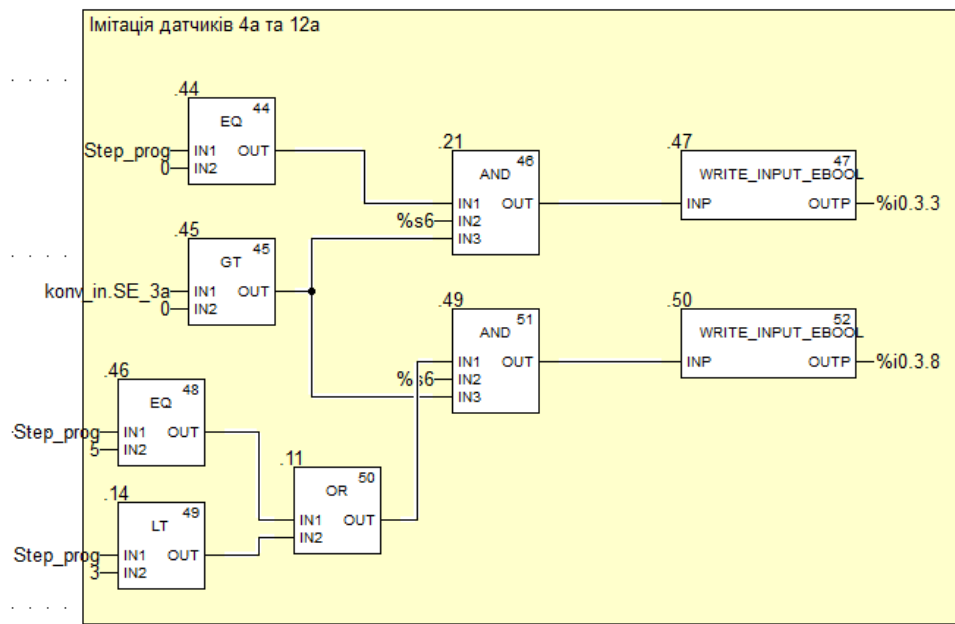 Імітація датчиків 4а та 12а
.44
44
EQ
Step_prog IN1 OUT
0 IN2
.21
46
AND
IN1 OUT
%s6 IN2
IN3
.47
47
WRITE_INPUT_EBOOL
INP OUTP %i0.3.3
.45
45
GT
konv_in.SE_3a IN1 OUT
0 IN2
.49
51
AND
IN1 OUT
%s6 IN2
IN3
.50
52
WRITE_INPUT_EBOOL
INP OUTP %i0.3.8
.46
48
EQ
Step_prog IN1 OUT
5 IN2
.11
50
OR
IN1 OUT
IN2
.14
49
LT
Step_prog IN1 OUT
3 IN2